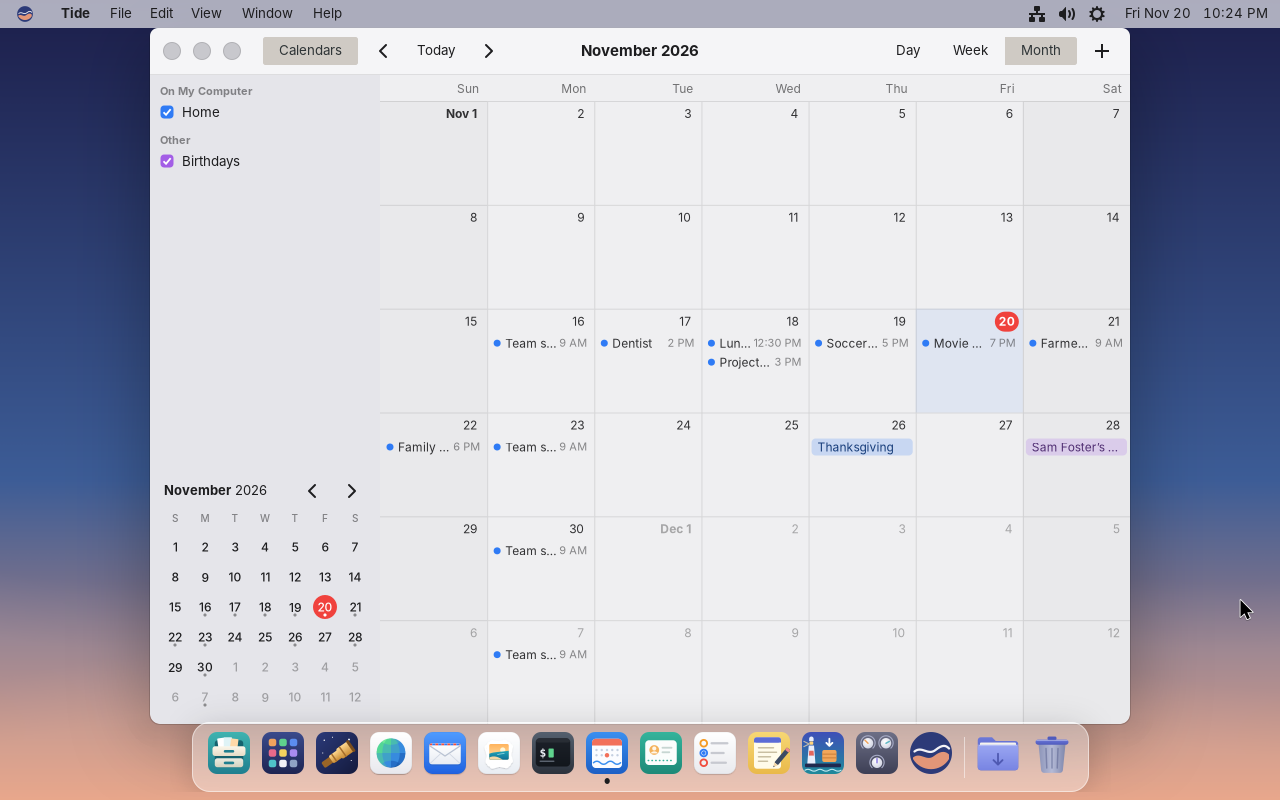 Tide File Edit View Window Help Fri Nov 20 10:24 PM
Calendars Today November 2026 Day Week Month
On My Computer
Home
Other
Birthdays
Sun Mon Tue Wed Thu Fri Sat
Nov 1 2 3 4 5 6 7
8 9 10 11 12 13 14
15 16 17 18 19 20 21
Team s... 9 AM Dentist 2 PM Lun... 12:30 PM Soccer... 5 PM Movie ... 7 PM Farme... 9 AM
Project... 3 PM
22 23 24 25 26 27 28
Family ... 6 PM Team s... 9 AM Thanksgiving Sam Foster's ...
29 30 Dec 1 2 3 4 5
Team s... 9 AM
6 7 8 9 10 11 12
Team s... 9 AM
November 2026
S M T W T F S
1 2 3 4 5 6 7
8 9 10 11 12 13 14
15 16 17 18 19 20 21
22 23 24 25 26 27 28
29 30 1 2 3 4 5
6 7 8 9 10 11 12
$